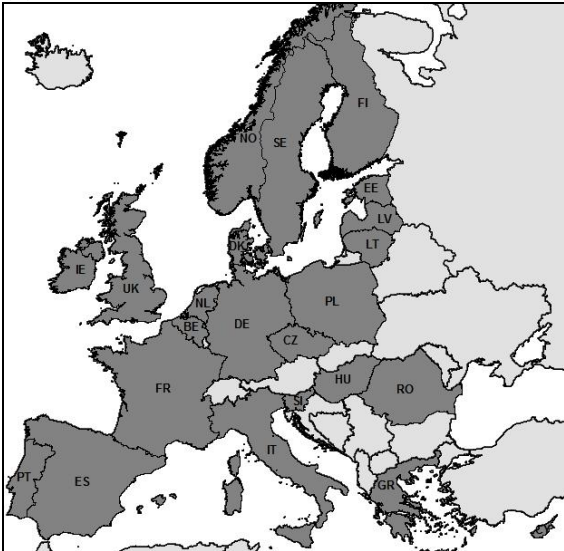 FI
NO
SE
EE
LV
DK
LT
IE
UK
NL
PL
BE
DE
CZ
FR
HU
RO
SI
IT
PT
ES
GR